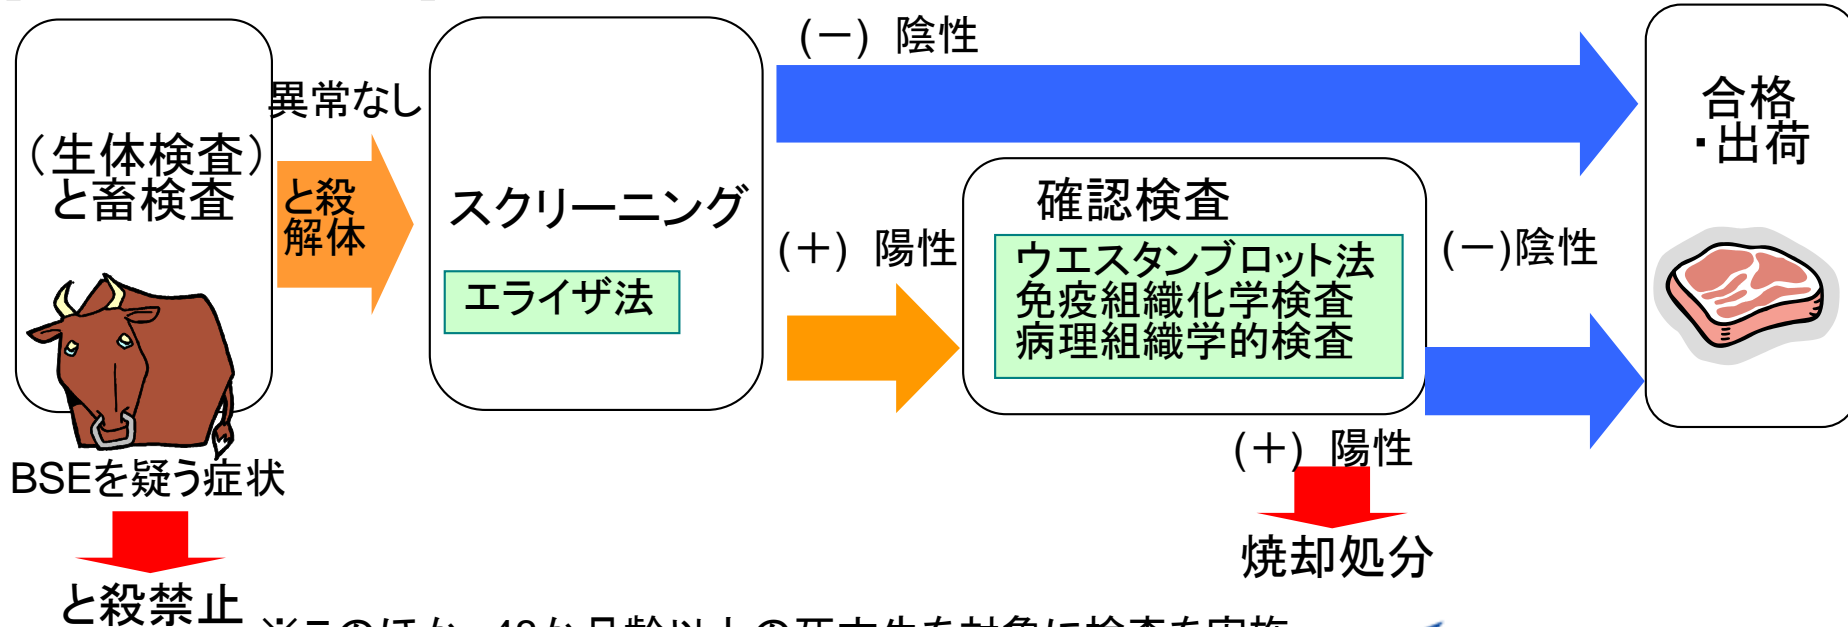 (生体検査)
と畜検査
BSEを疑う症状
と殺禁止
異常なし
と殺
解体
スクリーニング
エライザ法
(－) 陰性
(＋) 陽性
確認検査
ウエスタンブロット法
免疫組織化学検査
病理組織学的検査
(－)陰性
(＋) 陽性
焼却処分
合格
・出荷